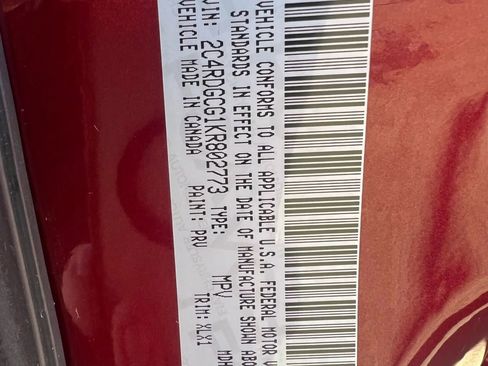 VEHICLE CONFORMS TO ALL APPLICABLE U.S.A. FEDERAL MOTOR V
STANDARDS IN EFFECT ON THE DATE OF MANUFACTURE SHOWN ABO
VIN: 2C4RDGCG1KR802773 TYPE: MPV MDH
VEHICLE MADE IN CANADA PAINT: PRV TRIM: XLX1